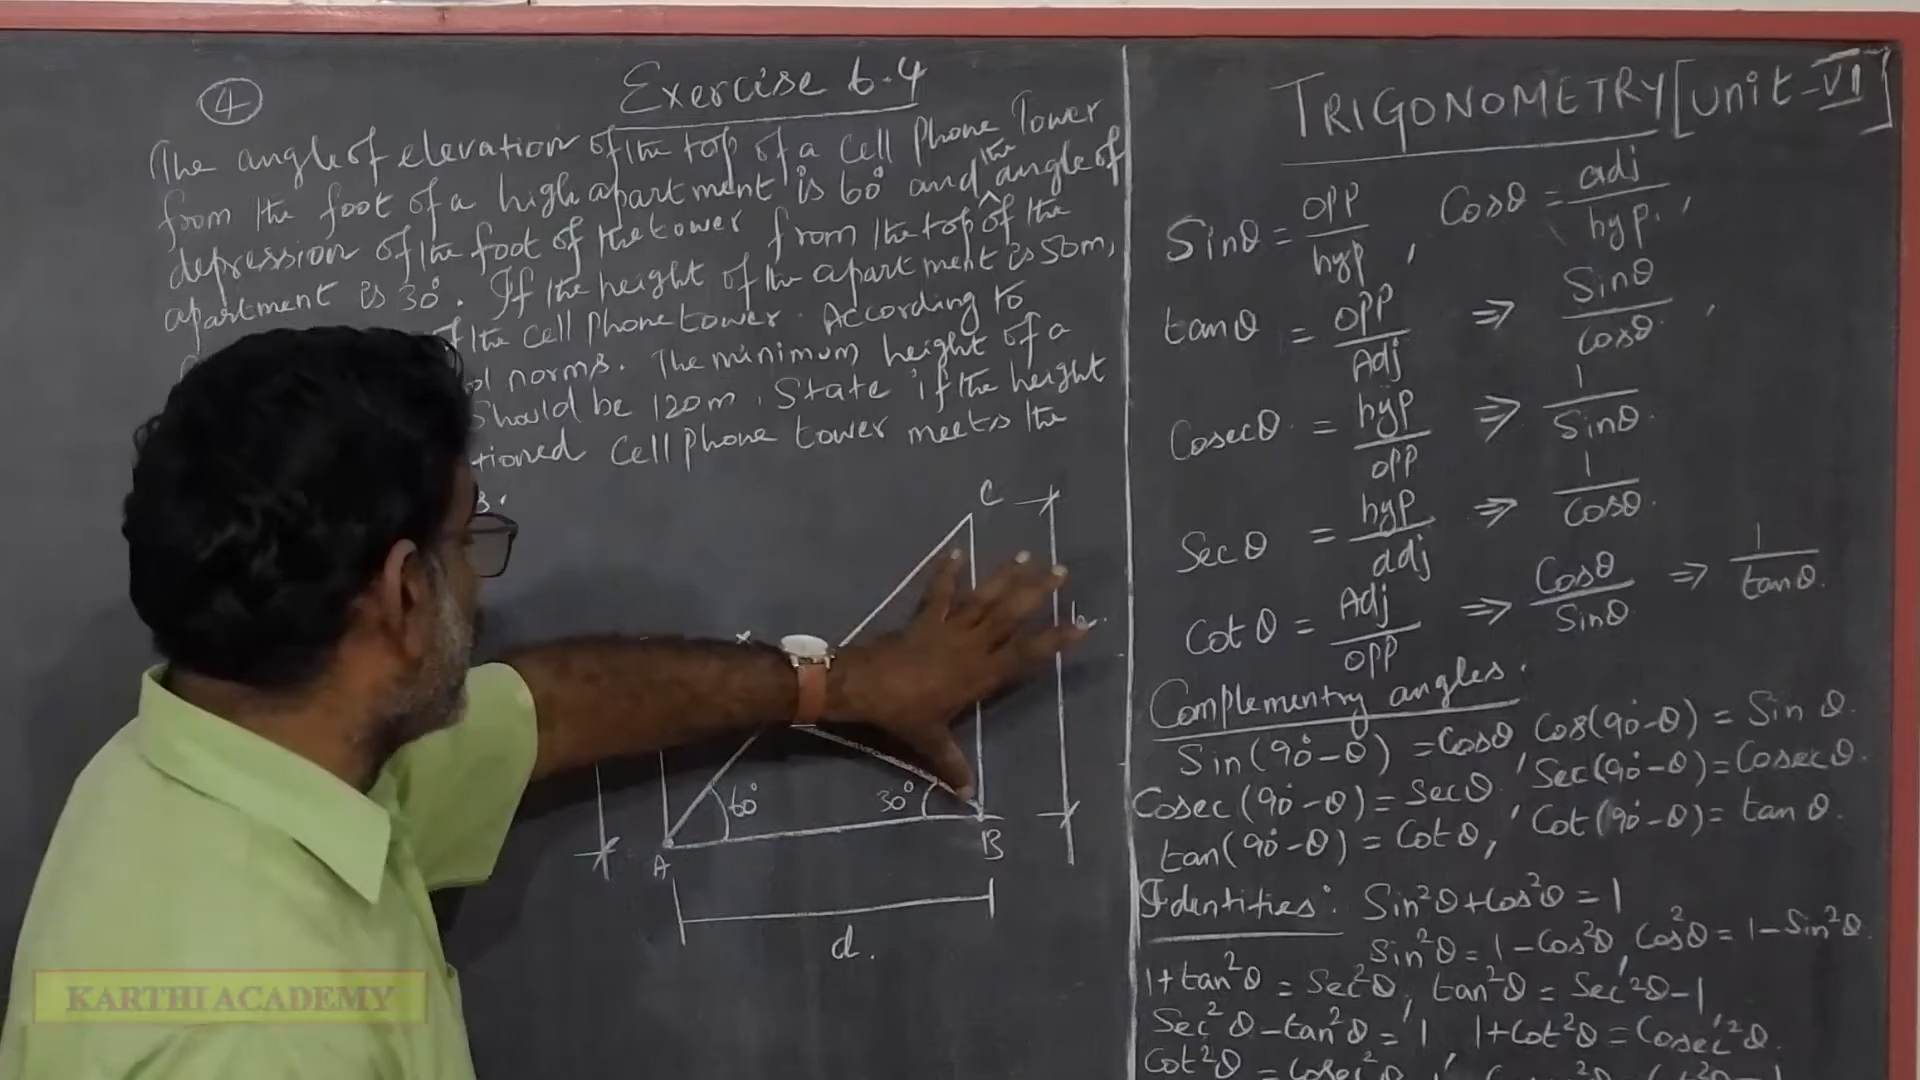 ④
Exercise 6.4
The angle of elevation of the top of a cell Phone Tower
from the foot of a high apartment is 60° and the angle of
depression of the foot of the tower from the top of the
apartment is 30°. If the height of the apartment is 50m,
the cell phone tower. According to
norms. The minimum height of a
should be 120m. State if the height
tioned Cell phone tower meets the
C
h.
60°
30°
A
B
d.
KARTHI ACADEMY
TRIGONOMETRY [Unit-VI]
Sinθ = opp/hyp, Cosθ = adj/hyp.,
tanθ = opp/Adj ⇒ Sinθ/cosθ.,
Cosecθ = hyp/opp ⇒ 1/Sinθ.
Secθ = hyp/adj ⇒ 1/Cosθ.
Cotθ = Adj/opp ⇒ Cosθ/Sinθ ⇒ 1/tanθ.
Complementry angles.
Sin(90°-θ) = Cosθ, Cos(90°-θ) = Sin θ.
Cosec(90°-θ) = Secθ, Sec(90°-θ) = Cosecθ.
tan(90°-θ) = Cotθ, Cot(90°-θ) = tan θ.
Identities: Sin²θ+Cos²θ = 1
Sin²θ = 1-Cos²θ, Cos²θ = 1-Sin²θ.
1+tan²θ = Sec²θ, tan²θ = Sec²θ-1,
Sec²θ-tan²θ = 1, 1+Cot²θ = Cosec²θ.
Cot²θ = Cosec²θ